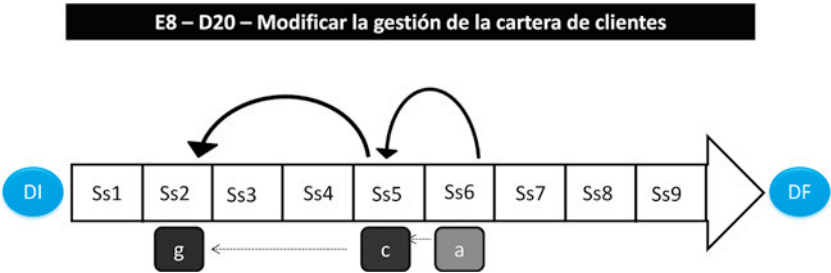 E8 – D20 – Modificar la gestión de la cartera de clientes
DI Ss1 Ss2 Ss3 Ss4 Ss5 Ss6 Ss7 Ss8 Ss9 DF
g c a